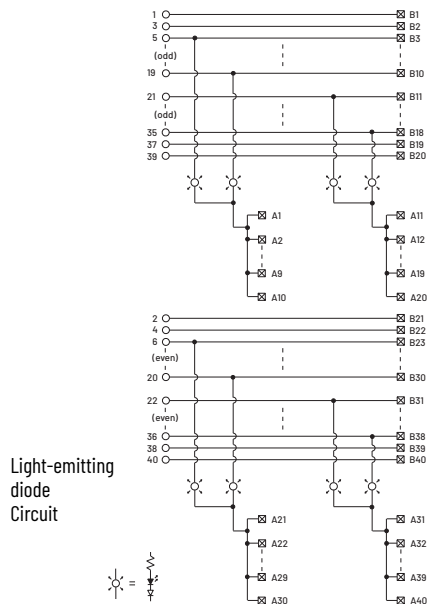 1 B1
3 B2
5 B3
(odd)
19 B10
21 B11
(odd)
35 B18
37 B19
39 B20
A1 A11
A2 A12
A9 A19
A10 A20
2 B21
4 B22
6 B23
(even)
20 B30
22 B31
(even)
36 B38
38 B39
40 B40
Light-emitting
diode
Circuit
A21 A31
A22 A32
A29 A39
A30 A40
=